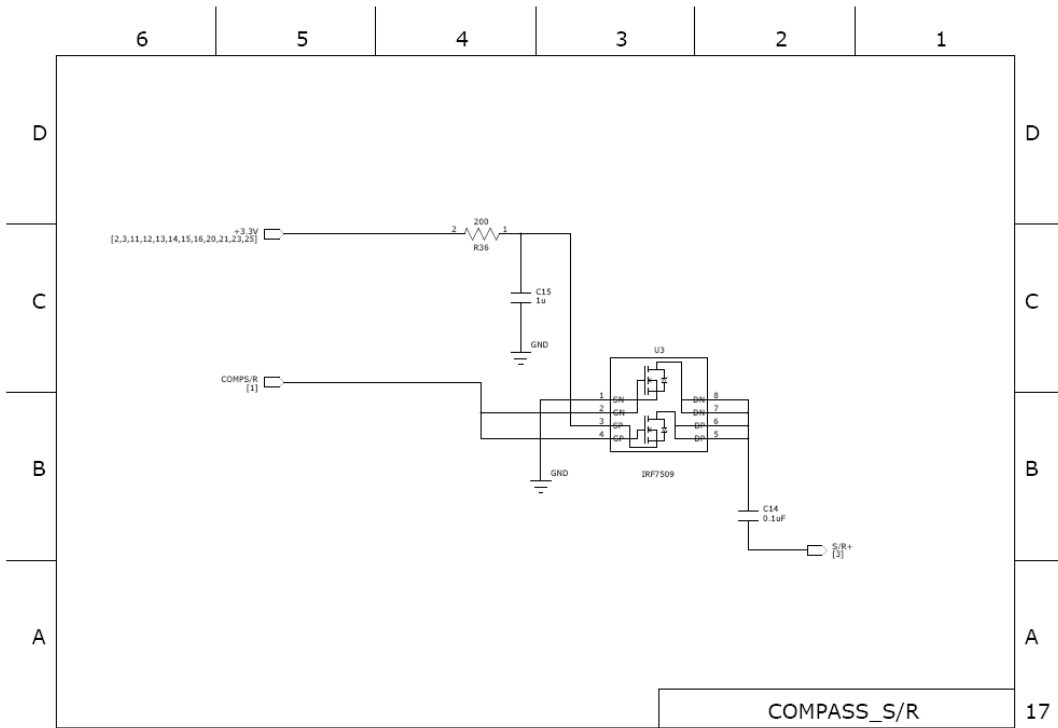 6 5 4 3 2 1
D D
200
+3.3V 2 1
[2,3,11,12,13,14,15,16,20,21,23,25]
R36
C C
C15
1u
GND
U3
COMPS/R
[1]
1 SN DN 8
2 GN DN 7
3 SP DP 6
4 GP DP 5
B B
GND
IRF7509
C14
0.1uF
S/R+
[3]
A A
COMPASS_S/R 17